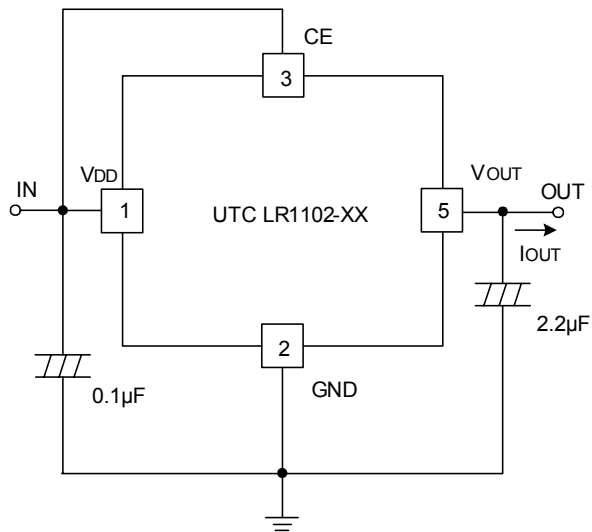 CE
3
VDD
VOUT
IN
OUT
1
UTC LR1102-XX
5
IOUT
2
2.2µF
0.1µF
GND